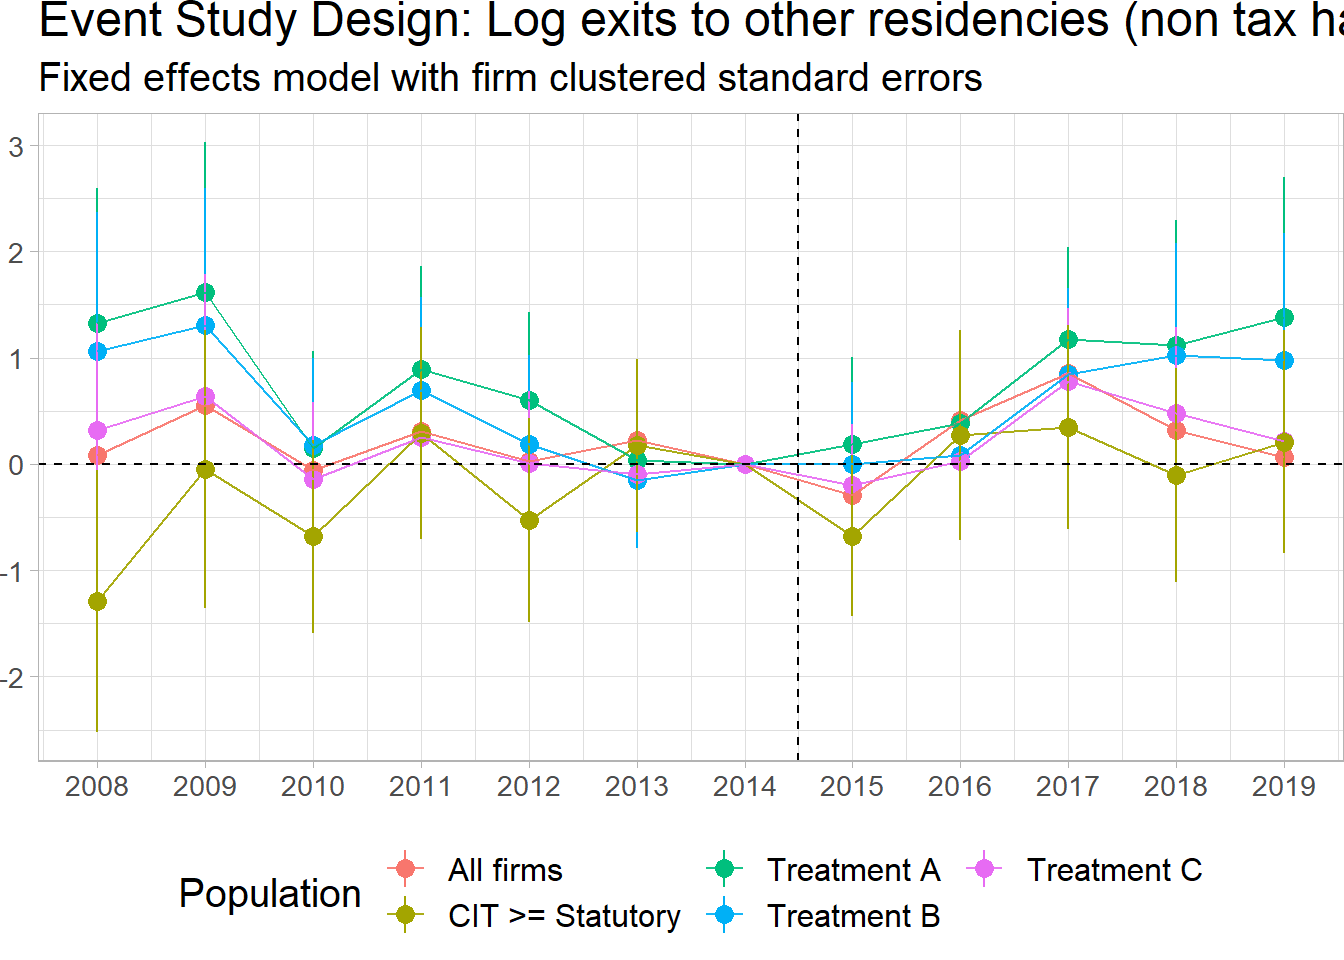 Event Study Design: Log exits to other residencies (non tax ha
Fixed effects model with firm clustered standard errors
3
2
1
0
-1
-2
2008 2009 2010 2011 2012 2013 2014 2015 2016 2017 2018 2019
Population
All firms
CIT >= Statutory
Treatment A
Treatment B
Treatment C